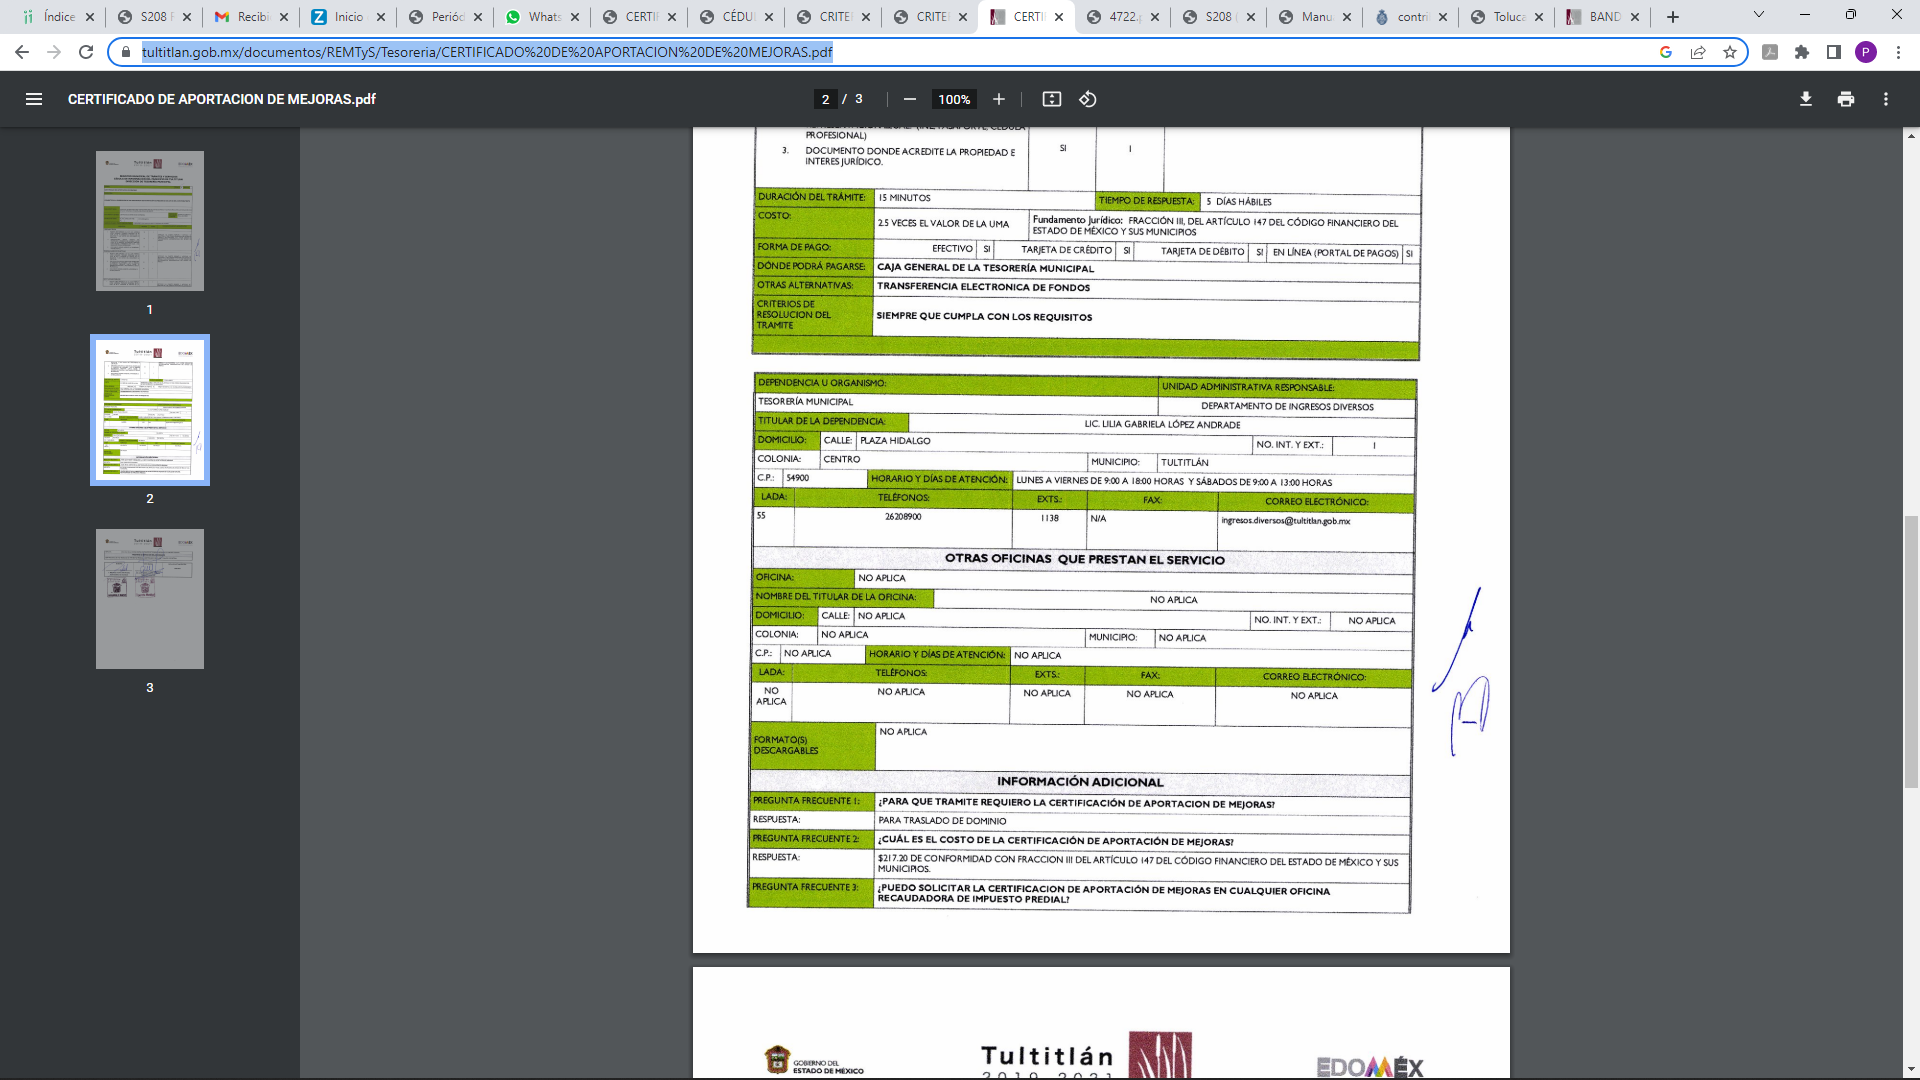 Índice
S208 F
Recibi
Inicio
Periód
Whats
CERTIF
CÉDUL
CRITER
CRITER
CERTI
4722.p
S208 (
Manu
contri
Toluca
BAND
tultitlan.gob.mx/documentos/REMTyS/Tesoreria/CERTIFICADO%20DE%20APORTACION%20DE%20MEJORAS.pdf
P
CERTIFICADO DE APORTACION DE MEJORAS.pdf
2 / 3
100%
1
2
3
PROFESIONAL)
3. DOCUMENTO DONDE ACREDITE LA PROPIEDAD E
INTERES JURÍDICO.
SI
1
DURACIÓN DEL TRÁMITE: 15 MINUTOS TIEMPO DE RESPUESTA: 5 DÍAS HÁBILES
COSTO: 2.5 VECES EL VALOR DE LA UMA
Fundamento Jurídico: FRACCIÓN III, DEL ARTÍCULO 147 DEL CÓDIGO FINANCIERO DEL
ESTADO DE MÉXICO Y SUS MUNICIPIOS
FORMA DE PAGO: EFECTIVO SI TARJETA DE CRÉDITO SI TARJETA DE DÉBITO SI EN LÍNEA (PORTAL DE PAGOS) SI
DÓNDE PODRÁ PAGARSE: CAJA GENERAL DE LA TESORERÍA MUNICIPAL
OTRAS ALTERNATIVAS: TRANSFERENCIA ELECTRONICA DE FONDOS
CRITERIOS DE
RESOLUCION DEL
TRAMITE
SIEMPRE QUE CUMPLA CON LOS REQUISITOS
DEPENDENCIA U ORGANISMO: UNIDAD ADMINISTRATIVA RESPONSABLE:
TESORERÍA MUNICIPAL DEPARTAMENTO DE INGRESOS DIVERSOS
TITULAR DE LA DEPENDENCIA: LIC. LILIA GABRIELA LÓPEZ ANDRADE
DOMICILIO: CALLE: PLAZA HIDALGO NO. INT. Y EXT.: 1
COLONIA: CENTRO MUNICIPIO: TULTITLÁN
C.P.: 54900 HORARIO Y DÍAS DE ATENCIÓN: LUNES A VIERNES DE 9:00 A 18:00 HORAS Y SÁBADOS DE 9:00 A 13:00 HORAS
LADA: TELÉFONOS: EXTS.: FAX: CORREO ELECTRÓNICO:
55 26208900 1138 N/A ingresos.diversos@tultitlan.gob.mx
OTRAS OFICINAS QUE PRESTAN EL SERVICIO
OFICINA: NO APLICA
NOMBRE DEL TITULAR DE LA OFICINA: NO APLICA
DOMICILIO: CALLE: NO APLICA NO. INT. Y EXT.: NO APLICA
COLONIA: NO APLICA MUNICIPIO: NO APLICA
C.P.: NO APLICA HORARIO Y DÍAS DE ATENCIÓN: NO APLICA
LADA: TELÉFONOS: EXTS.: FAX: CORREO ELECTRÓNICO:
NO
APLICA
NO APLICA NO APLICA NO APLICA NO APLICA
FORMATO(S)
DESCARGABLES
NO APLICA
INFORMACIÓN ADICIONAL
PREGUNTA FRECUENTE 1: ¿PARA QUE TRAMITE REQUIERO LA CERTIFICACIÓN DE APORTACION DE MEJORAS?
RESPUESTA: PARA TRASLADO DE DOMINIO
PREGUNTA FRECUENTE 2: ¿CUÁL ES EL COSTO DE LA CERTIFICACIÓN DE APORTACIÓN DE MEJORAS?
RESPUESTA: $217.20 DE CONFORMIDAD CON FRACCION III DEL ARTÍCULO 147 DEL CÓDIGO FINANCIERO DEL ESTADO DE MÉXICO Y SUS
MUNICIPIOS.
PREGUNTA FRECUENTE 3: ¿PUEDO SOLICITAR LA CERTIFICACION DE APORTACIÓN DE MEJORAS EN CUALQUIER OFICINA
RECAUDADORA DE IMPUESTO PREDIAL?
GOBIERNO DEL
ESTADO DE MÉXICO
Tultitlán
2019 - 2021
EDOMÉX